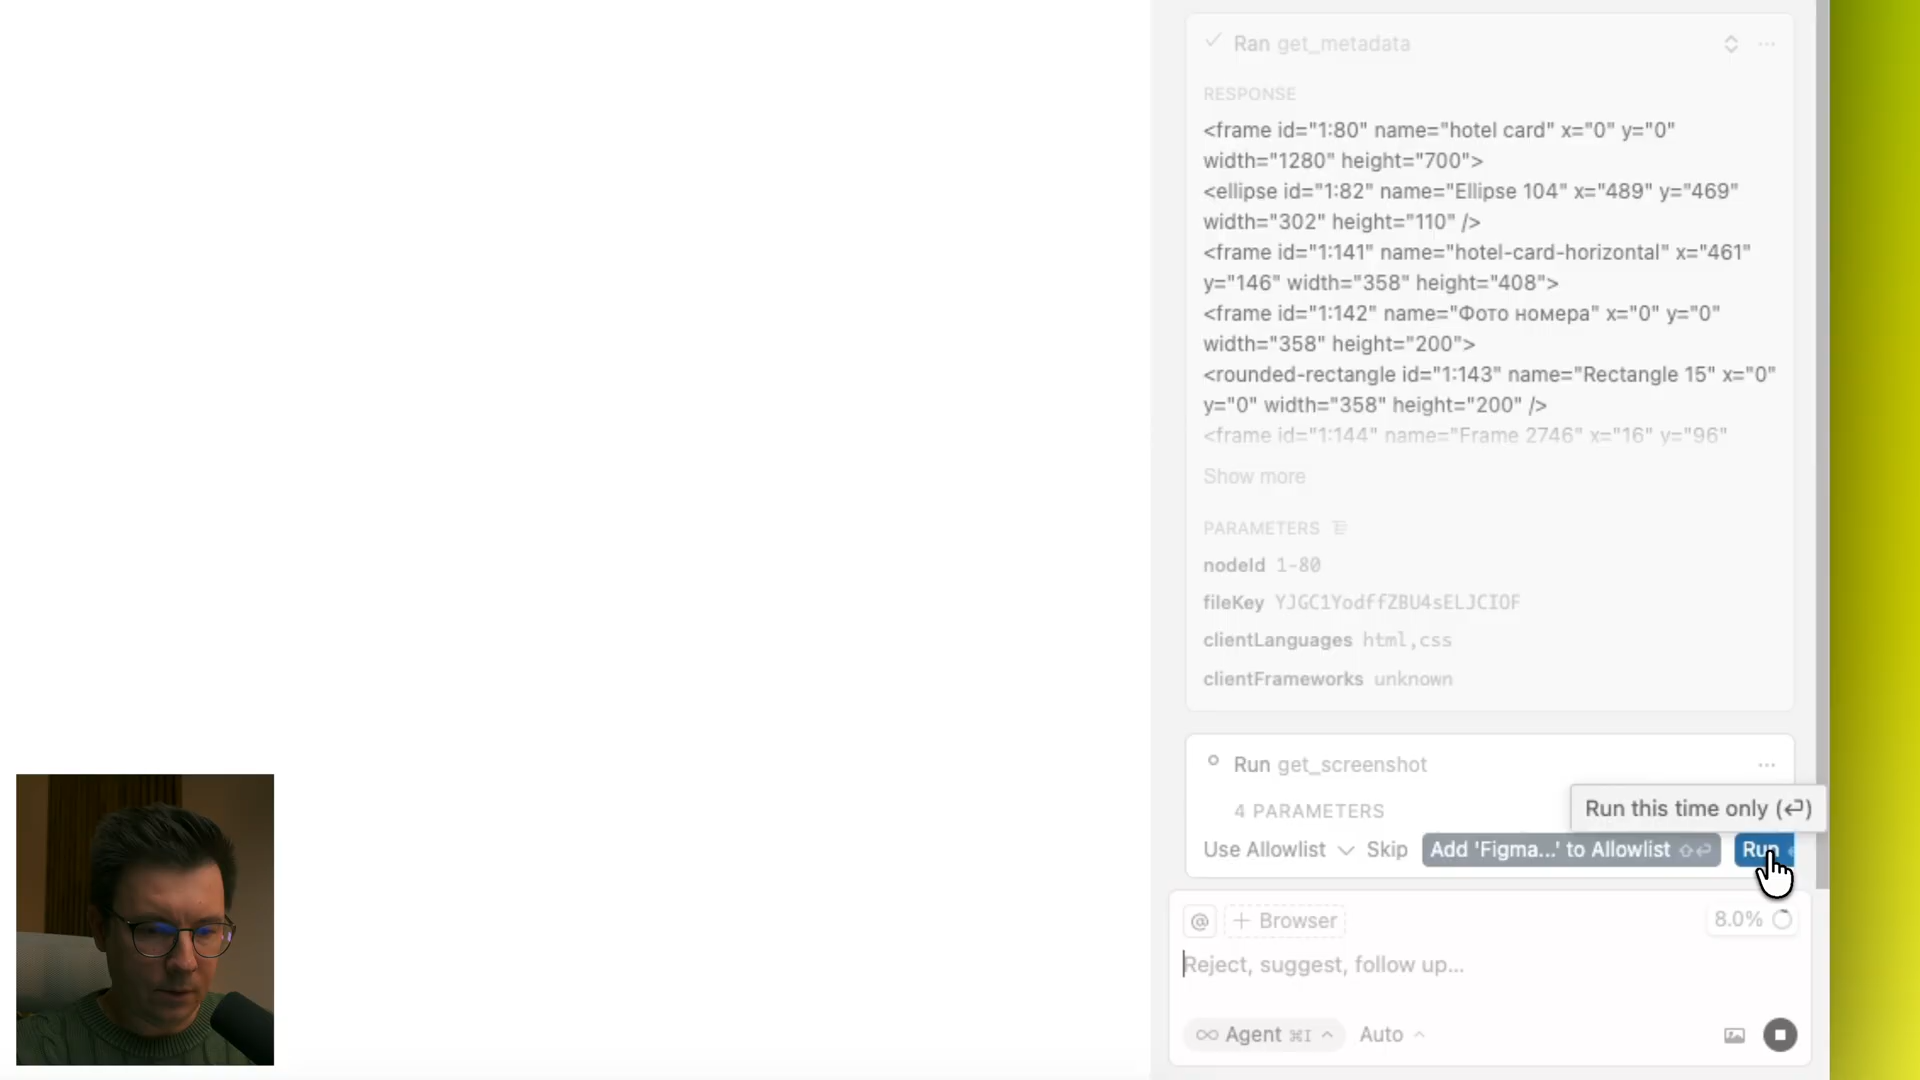 Ran get_metadata
RESPONSE
<frame id="1:80" name="hotel card" x="0" y="0"
width="1280" height="700">
<ellipse id="1:82" name="Ellipse 104" x="489" y="469"
width="302" height="110" />
<frame id="1:141" name="hotel-card-horizontal" x="461"
y="146" width="358" height="408">
<frame id="1:142" name="Фото номера" x="0" y="0"
width="358" height="200">
<rounded-rectangle id="1:143" name="Rectangle 15" x="0"
y="0" width="358" height="200" />
<frame id="1:144" name="Frame 2746" x="16" y="96"
Show more
PARAMETERS
nodeId 1-80
fileKey YJGC1YodffZBU4sELJCIOF
clientLanguages html,css
clientFrameworks unknown
Run get_screenshot
4 PARAMETERS
Run this time only (⏎)
Use Allowlist Skip Add 'Figma...' to Allowlist ⇧⏎ Run
@ + Browser 8.0%
Reject, suggest, follow up...
∞ Agent ⌘I Auto